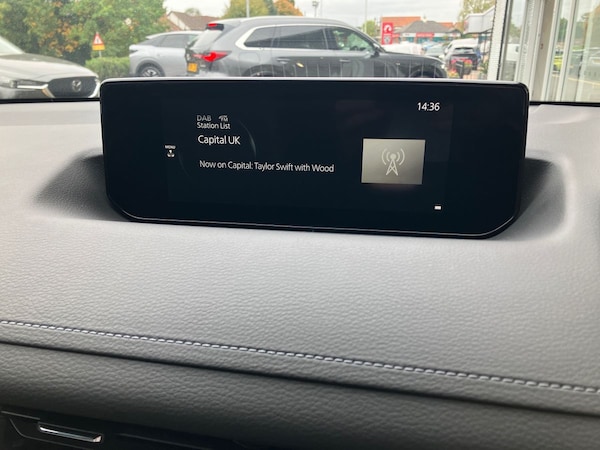 DAB
14:36
Station List
Capital UK
MENU
Now on Capital: Taylor Swift with Wood